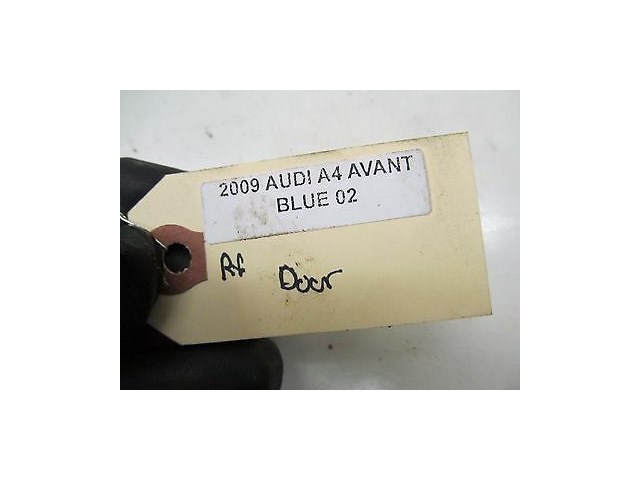 2009 AUDI A4 AVANT
BLUE 02
Rf Door